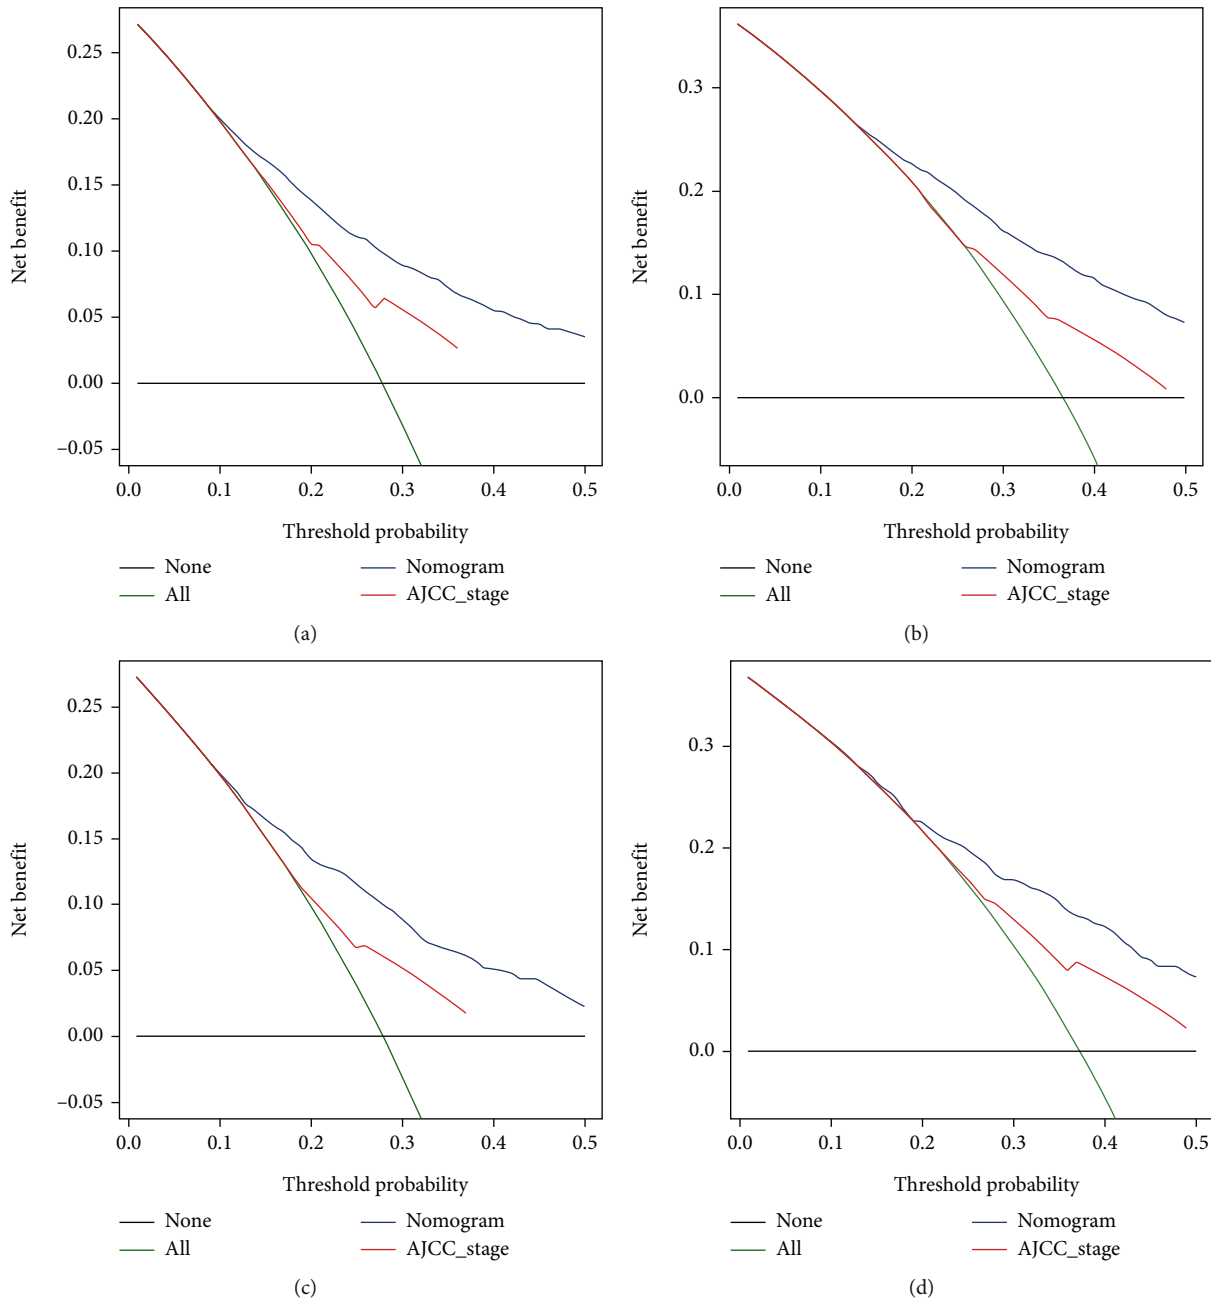 0.25
0.20
0.15
0.10
0.05
0.00
–0.05
Net benefit
0.0 0.1 0.2 0.3 0.4 0.5
Threshold probability
None Nomogram
All AJCC_stage
(a)
0.3
0.2
0.1
0.0
Net benefit
0.0 0.1 0.2 0.3 0.4 0.5
Threshold probability
None Nomogram
All AJCC_stage
(b)
0.25
0.20
0.15
0.10
0.05
0.00
–0.05
Net benefit
0.0 0.1 0.2 0.3 0.4 0.5
Threshold probability
None Nomogram
All AJCC_stage
(c)
0.3
0.2
0.1
0.0
Net benefit
0.0 0.1 0.2 0.3 0.4 0.5
Threshold probability
None Nomogram
All AJCC_stage
(d)